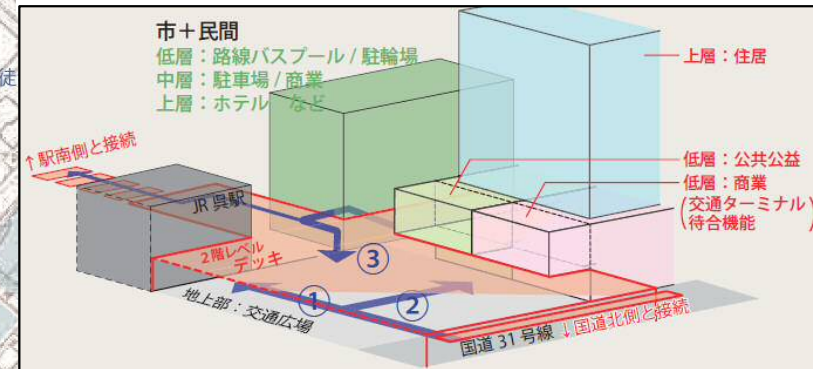 市＋民間
低層：路線バスプール / 駐輪場
中層：駐車場 / 商業
上層：ホテル　など
徒
上層：住居
↑駅南側と接続
低層：公共公益
低層：商業
(交通ターミナル
待合機能)
JR 呉駅
2階レベル
デッキ
③
①
②
地上部：交通広場
国道 31 号線
↓国道北側と接続